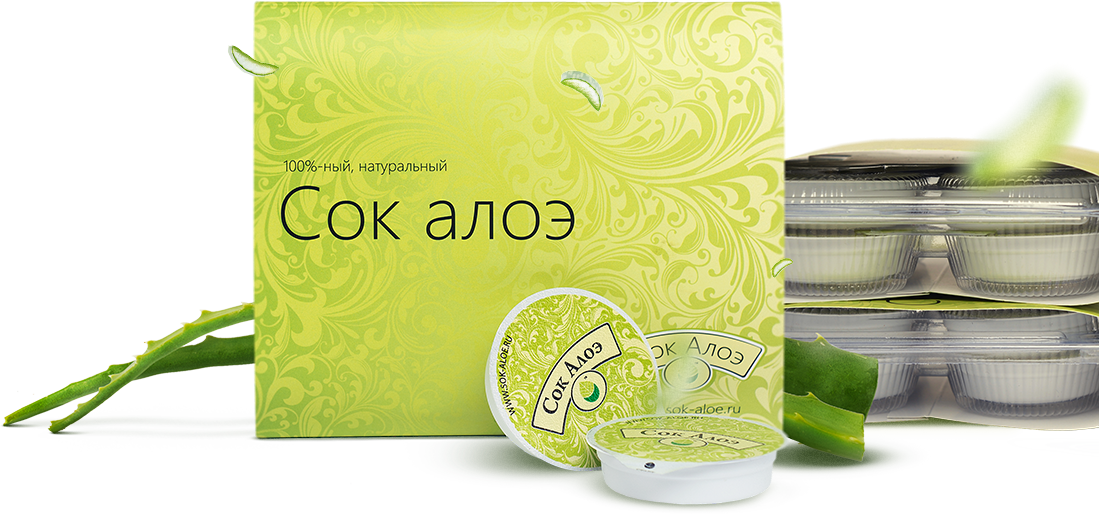 100%-ный, натуральный
Сок алоэ
Сок Алоэ
www.sok-aloe.ru
Сок Алоэ
sok-aloe.ru
Сок Алоэ